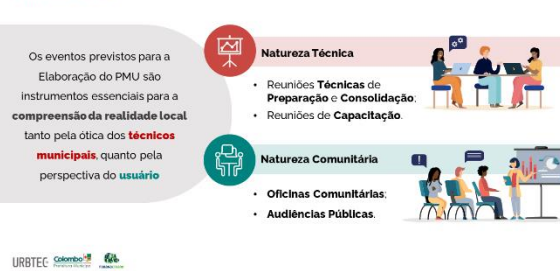 Os eventos previstos para a
Elaboração do PMU são
instrumentos essenciais para a
compreensão da realidade local
tanto pela ótica dos técnicos
municipais, quanto pela
perspectiva do usuário
Natureza Técnica
• Reuniões Técnicas de
Preparação e Consolidação;
• Reuniões de Capacitação.
Natureza Comunitária
• Oficinas Comunitárias;
• Audiências Públicas.
URBTEC
Colombo